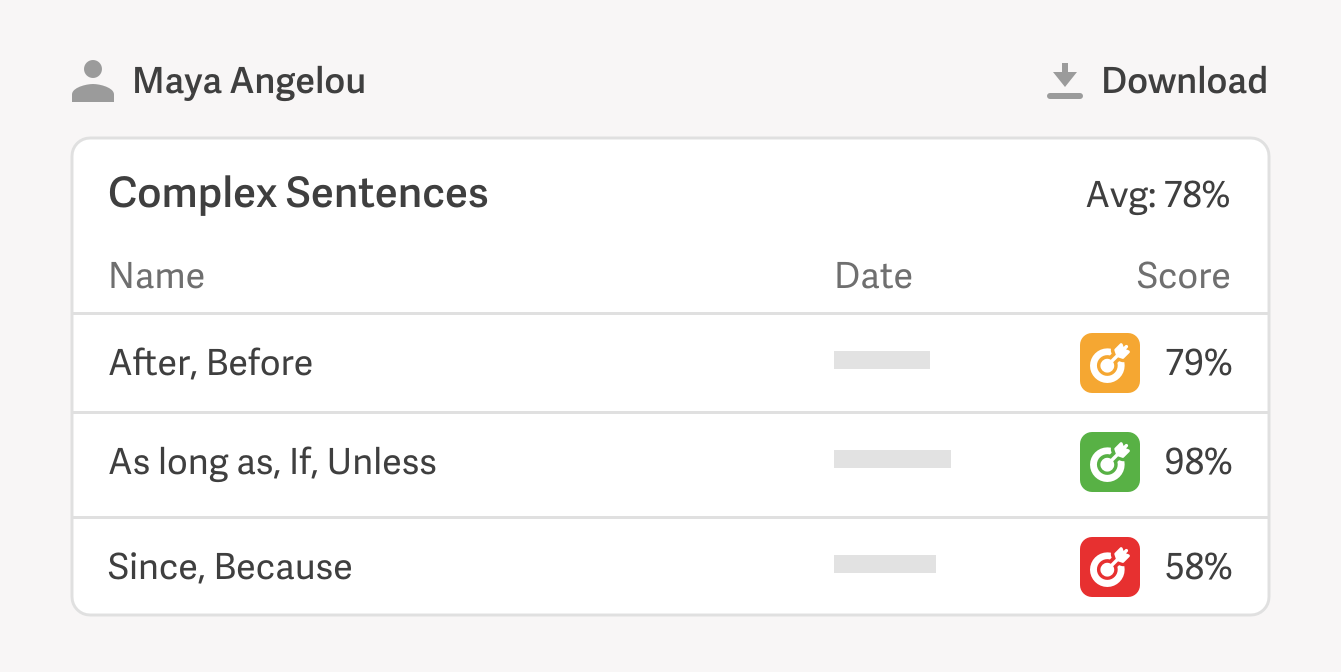 Maya Angelou
Download
Complex Sentences
Avg: 78%
Name Date Score
After, Before 79%
As long as, If, Unless 98%
Since, Because 58%